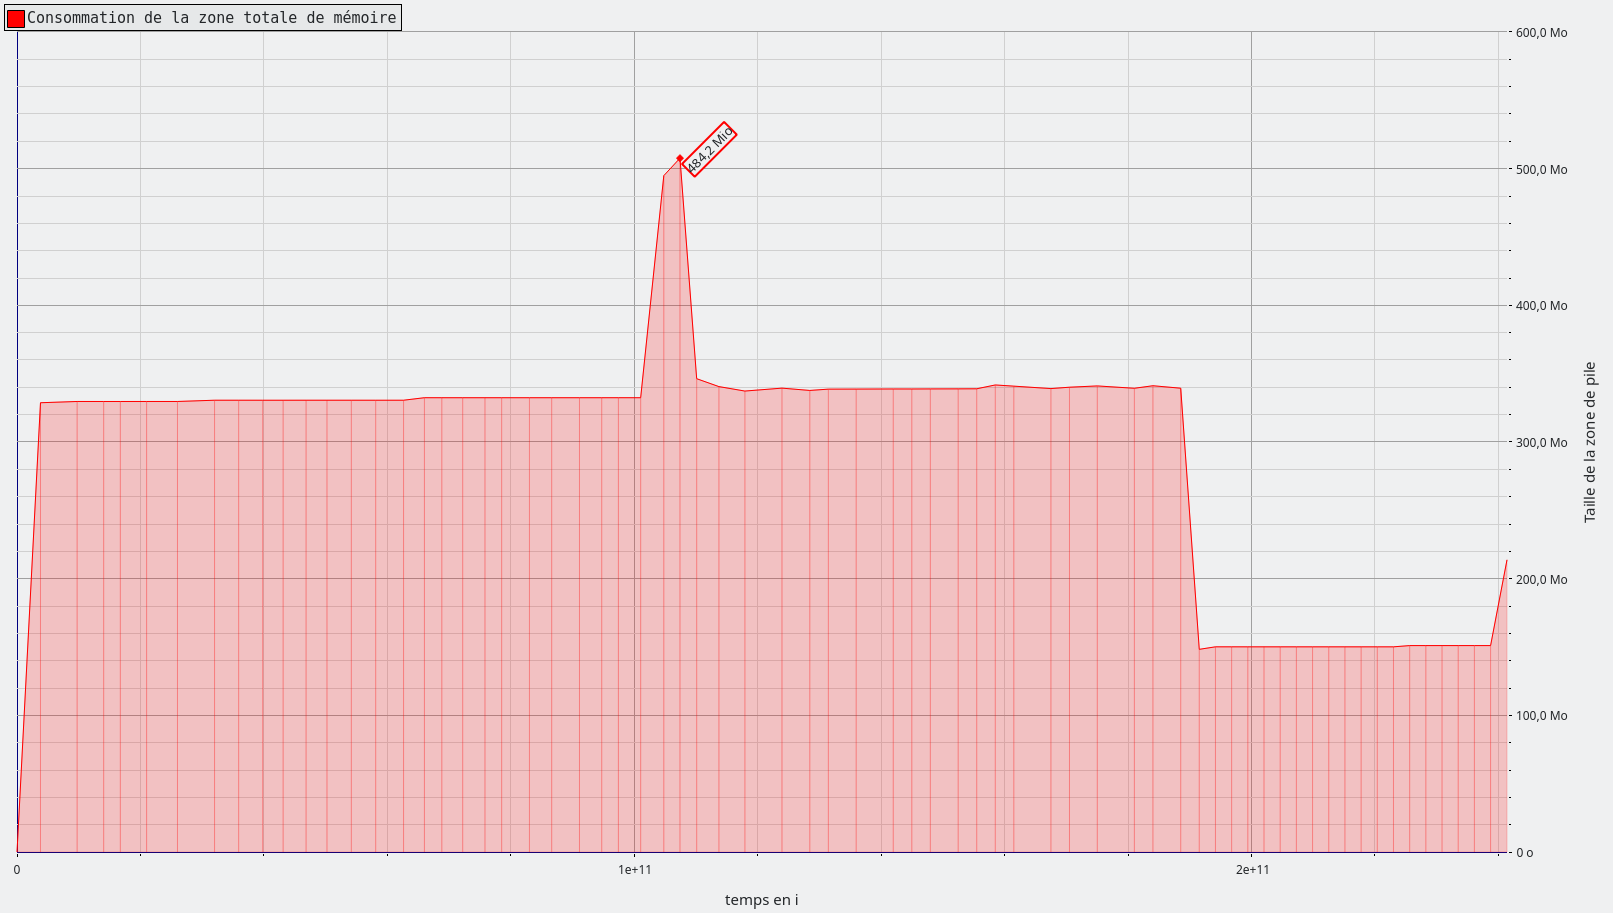 Consommation de la zone totale de mémoire
600,0 Mo
484,2 Mio
500,0 Mo
400,0 Mo
300,0 Mo
200,0 Mo
100,0 Mo
0 o
Taille de la zone de pile
0
1e+11
2e+11
temps en i